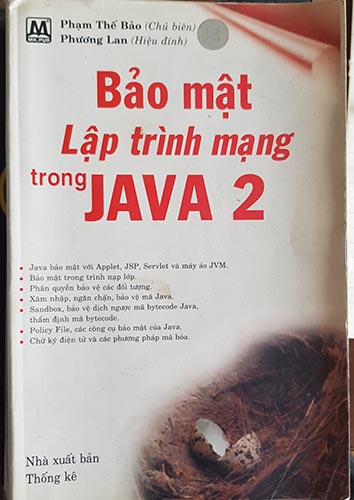 Phạm Thế Bảo (Chủ biên)
Phương Lan (Hiệu đính)
Bảo mật
Lập trình mạng
trong JAVA 2
Java bảo mật với Applet, JSP, Servlet và máy ảo JVM.
Bảo mật trong trình nạp lớp.
Phân quyền bảo vệ các đối tượng.
Xâm nhập, ngăn chặn, bảo vệ mã Java.
Sandbox, bảo vệ dịch ngược mã bytecode Java,
thẩm định mã bytecode.
Policy File, các công cụ bảo mật của Java.
Chữ ký điện tử và các phương pháp mã hóa.
Nhà xuất bản
Thống kê